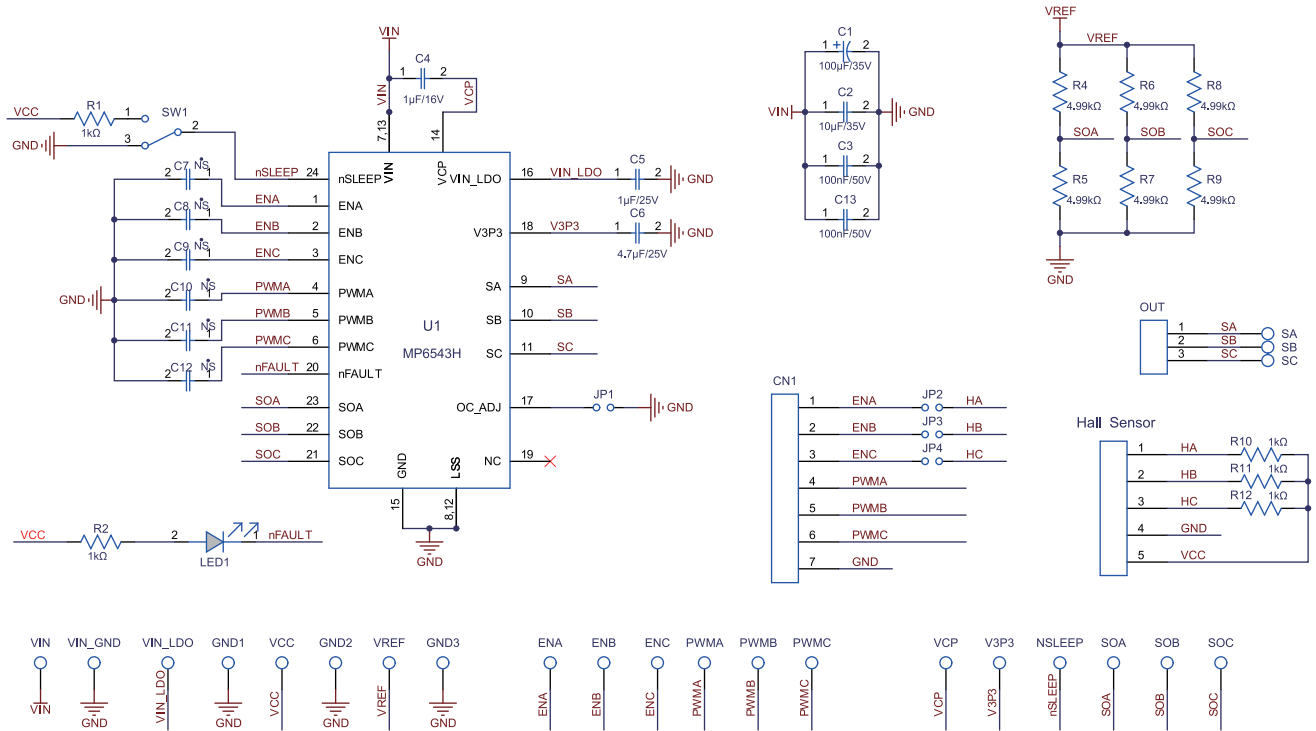 VIN
C4
1 2
1µF/16V
VIN
VCP
7,13
14
VCC
R1
1kΩ
1
SW1
2
3
GND
C7 NS
2 1
nSLEEP 24 nSLEEP
C8 NS
2 1
ENA 1 ENA
C9 NS
2 1
ENB 2 ENB
ENC 3 ENC
C10 NS
2 1
PWMA 4 PWMA
GND
C11 NS
2 1
PWMB 5 PWMB
C12 NS
2 1
PWMC 6 PWMC
nFAULT 20 nFAULT
SOA 23 SOA
SOB 22 SOB
SOC 21 SOC
VIN
VCP
U1
MP6543H
VIN_LDO 16 VIN_LDO
C5
1 2
1µF/25V
GND
V3P3 18 V3P3
C6
1 2
4.7µF/25V
GND
SA 9 SA
SB 10 SB
SC 11 SC
OC_ADJ 17
JP1
GND
NC 19
GND
LSS
15
8,12
GND
VCC
R2
1kΩ
2 1
LED1
nFAULT
C1
1 + 2
100µF/35V
C2
1 2
10µF/35V
VIN
GND
C3
1 2
100nF/50V
C13
1 2
100nF/50V
VREF
VREF
R4
4.99kΩ
R6
4.99kΩ
R8
4.99kΩ
SOA
SOB
SOC
R5
4.99kΩ
R7
4.99kΩ
R9
4.99kΩ
GND
OUT
1 SA SA
2 SB SB
3 SC SC
CN1
1 ENA JP2 HA
2 ENB JP3 HB
3 ENC JP4 HC
4 PWMA
5 PWMB
6 PWMC
7 GND
Hall Sensor
1 HA R10 1kΩ
2 HB R11 1kΩ
3 HC R12 1kΩ
4 GND
5 VCC
VIN VIN_GND VIN_LDO GND1 VCC GND2 VREF GND3 ENA ENB ENC PWMA PWMB PWMC VCP V3P3 NSLEEP SOA SOB SOC
VIN GND VIN_LDO GND VCC GND VREF GND ENA ENB ENC PWMA PWMB PWMC VCP V3P3 nSLEEP SOA SOB SOC